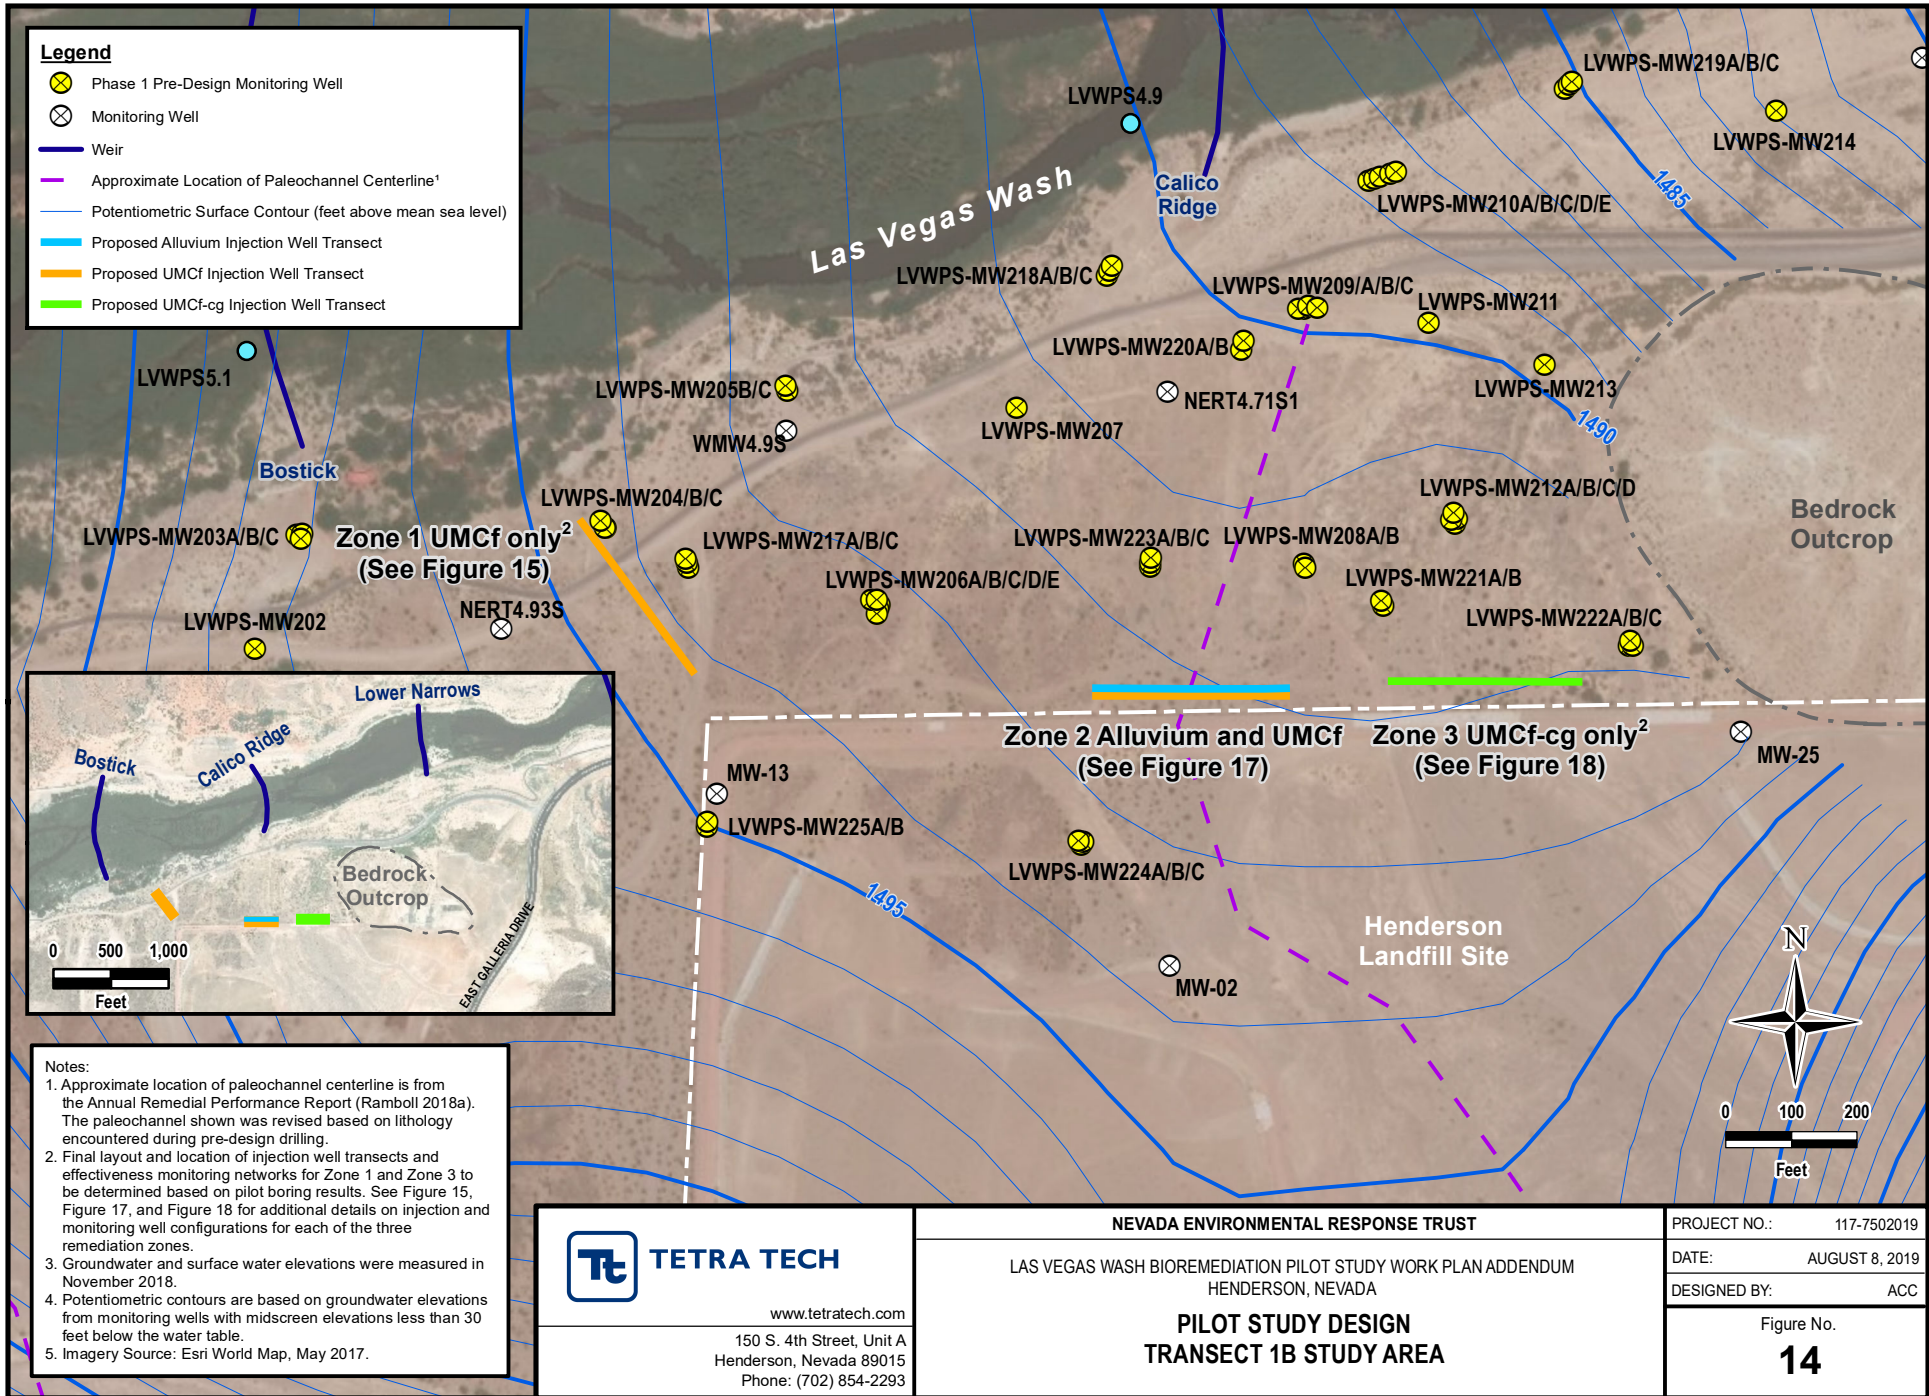 Legend
Phase 1 Pre-Design Monitoring Well
Monitoring Well
Weir
Approximate Location of Paleochannel Centerline¹
Potentiometric Surface Contour (feet above mean sea level)
Proposed Alluvium Injection Well Transect
Proposed UMCf Injection Well Transect
Proposed UMCf-cg Injection Well Transect
LVWPS4.9
Las Vegas Wash
Calico
Ridge
LVWPS-MW219A/B/C
LVWPS-MW214
1485
LVWPS-MW210A/B/C/D/E
LVWPS-MW218A/B/C
LVWPS-MW209/A/B/C
LVWPS-MW211
LVWPS-MW220A/B
LVWPS5.1
LVWPS-MW205B/C
NERT4.71S1
LVWPS-MW213
WMW4.9S
LVWPS-MW207
1490
Bostick
LVWPS-MW204/B/C
LVWPS-MW212A/B/C/D
Bedrock
Outcrop
LVWPS-MW203A/B/C
Zone 1 UMCf only²
(See Figure 15)
LVWPS-MW217A/B/C
LVWPS-MW223A/B/C
LVWPS-MW208A/B
LVWPS-MW206A/B/C/D/E
LVWPS-MW221A/B
NERT4.93S
LVWPS-MW202
LVWPS-MW222A/B/C
Zone 2 Alluvium and UMCf
(See Figure 17)
Zone 3 UMCf-cg only²
(See Figure 18)
MW-25
MW-13
LVWPS-MW225A/B
LVWPS-MW224A/B/C
1495
Henderson
Landfill Site
MW-02
Lower Narrows
Bostick
Calico Ridge
Bedrock
Outcrop
EAST GALLERIA DRIVE
0 500 1,000
Feet
N
0 100 200
Feet
Notes:
1. Approximate location of paleochannel centerline is from
the Annual Remedial Performance Report (Ramboll 2018a).
The paleochannel shown was revised based on lithology
encountered during pre-design drilling.
2. Final layout and location of injection well transects and
effectiveness monitoring networks for Zone 1 and Zone 3 to
be determined based on pilot boring results. See Figure 15,
Figure 17, and Figure 18 for additional details on injection and
monitoring well configurations for each of the three
remediation zones.
3. Groundwater and surface water elevations were measured in
November 2018.
4. Potentiometric contours are based on groundwater elevations
from monitoring wells with midscreen elevations less than 30
feet below the water table.
5. Imagery Source: Esri World Map, May 2017.
Tt TETRA TECH
www.tetratech.com
150 S. 4th Street, Unit A
Henderson, Nevada 89015
Phone: (702) 854-2293
NEVADA ENVIRONMENTAL RESPONSE TRUST
LAS VEGAS WASH BIOREMEDIATION PILOT STUDY WORK PLAN ADDENDUM
HENDERSON, NEVADA
PILOT STUDY DESIGN
TRANSECT 1B STUDY AREA
PROJECT NO.: 117-7502019
DATE: AUGUST 8, 2019
DESIGNED BY: ACC
Figure No.
14